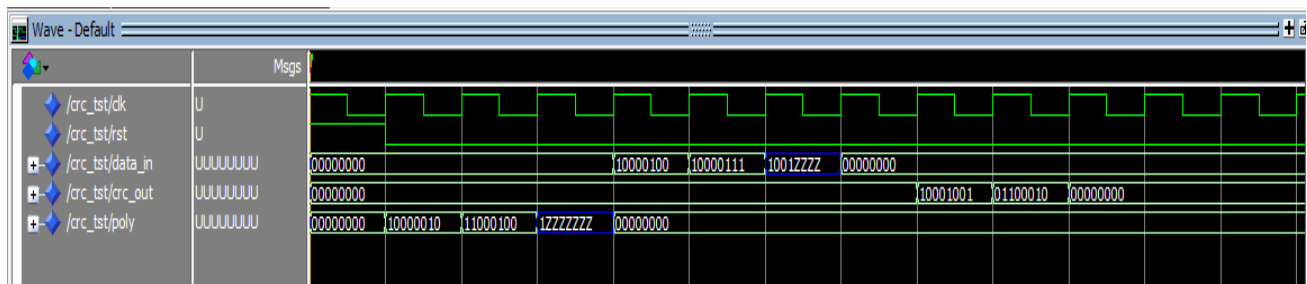 Wave - Default
Msgs
/crc_tst/clk U
/crc_tst/rst U
/crc_tst/data_in UUUUUUUU 00000000 10000100 10000111 1001ZZZZ 00000000
/crc_tst/crc_out UUUUUUUU 00000000 10001001 01100010 00000000
/crc_tst/poly UUUUUUUU 00000000 10000010 11000100 1ZZZZZZZ 00000000